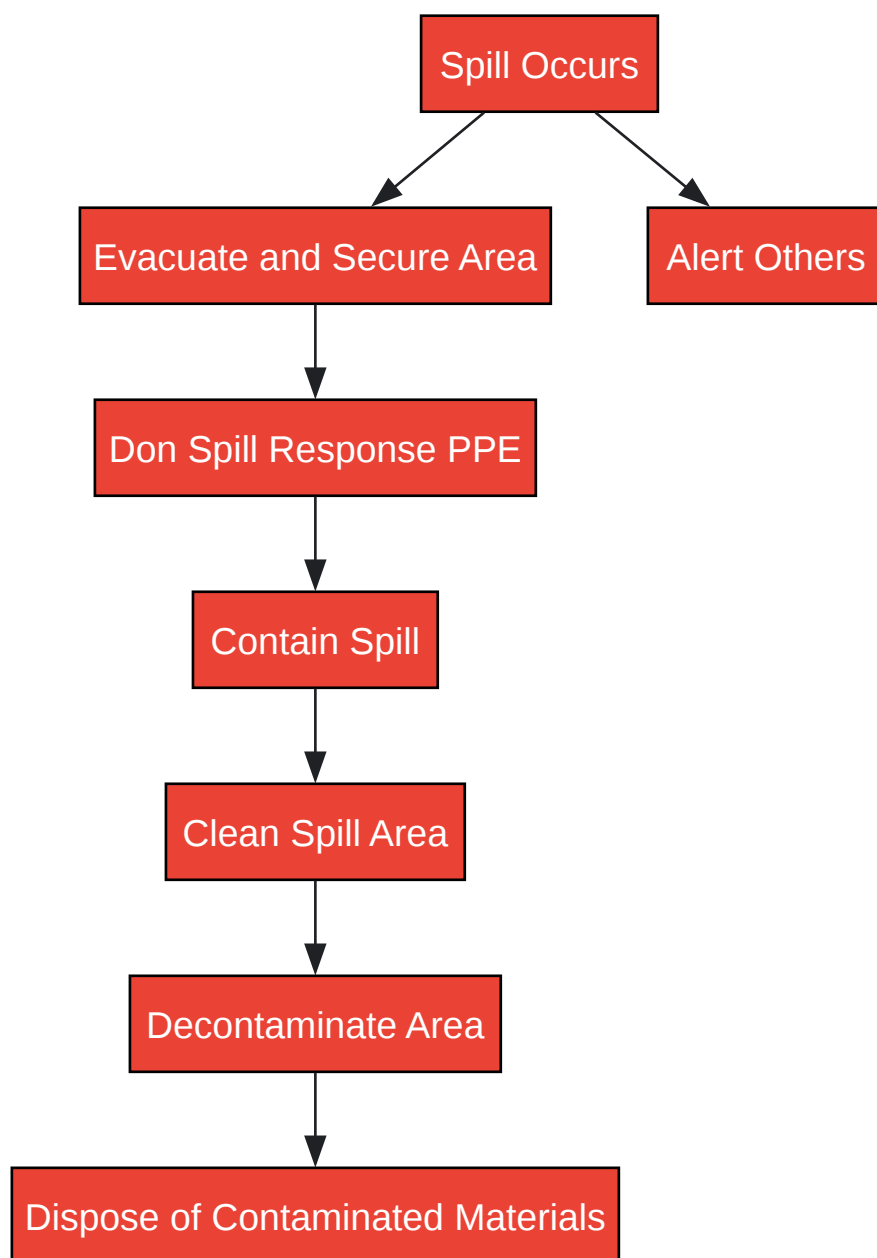 Spill Occurs
Evacuate and Secure Area
Alert Others
Don Spill Response PPE
Contain Spill
Clean Spill Area
Decontaminate Area
Dispose of Contaminated Materials